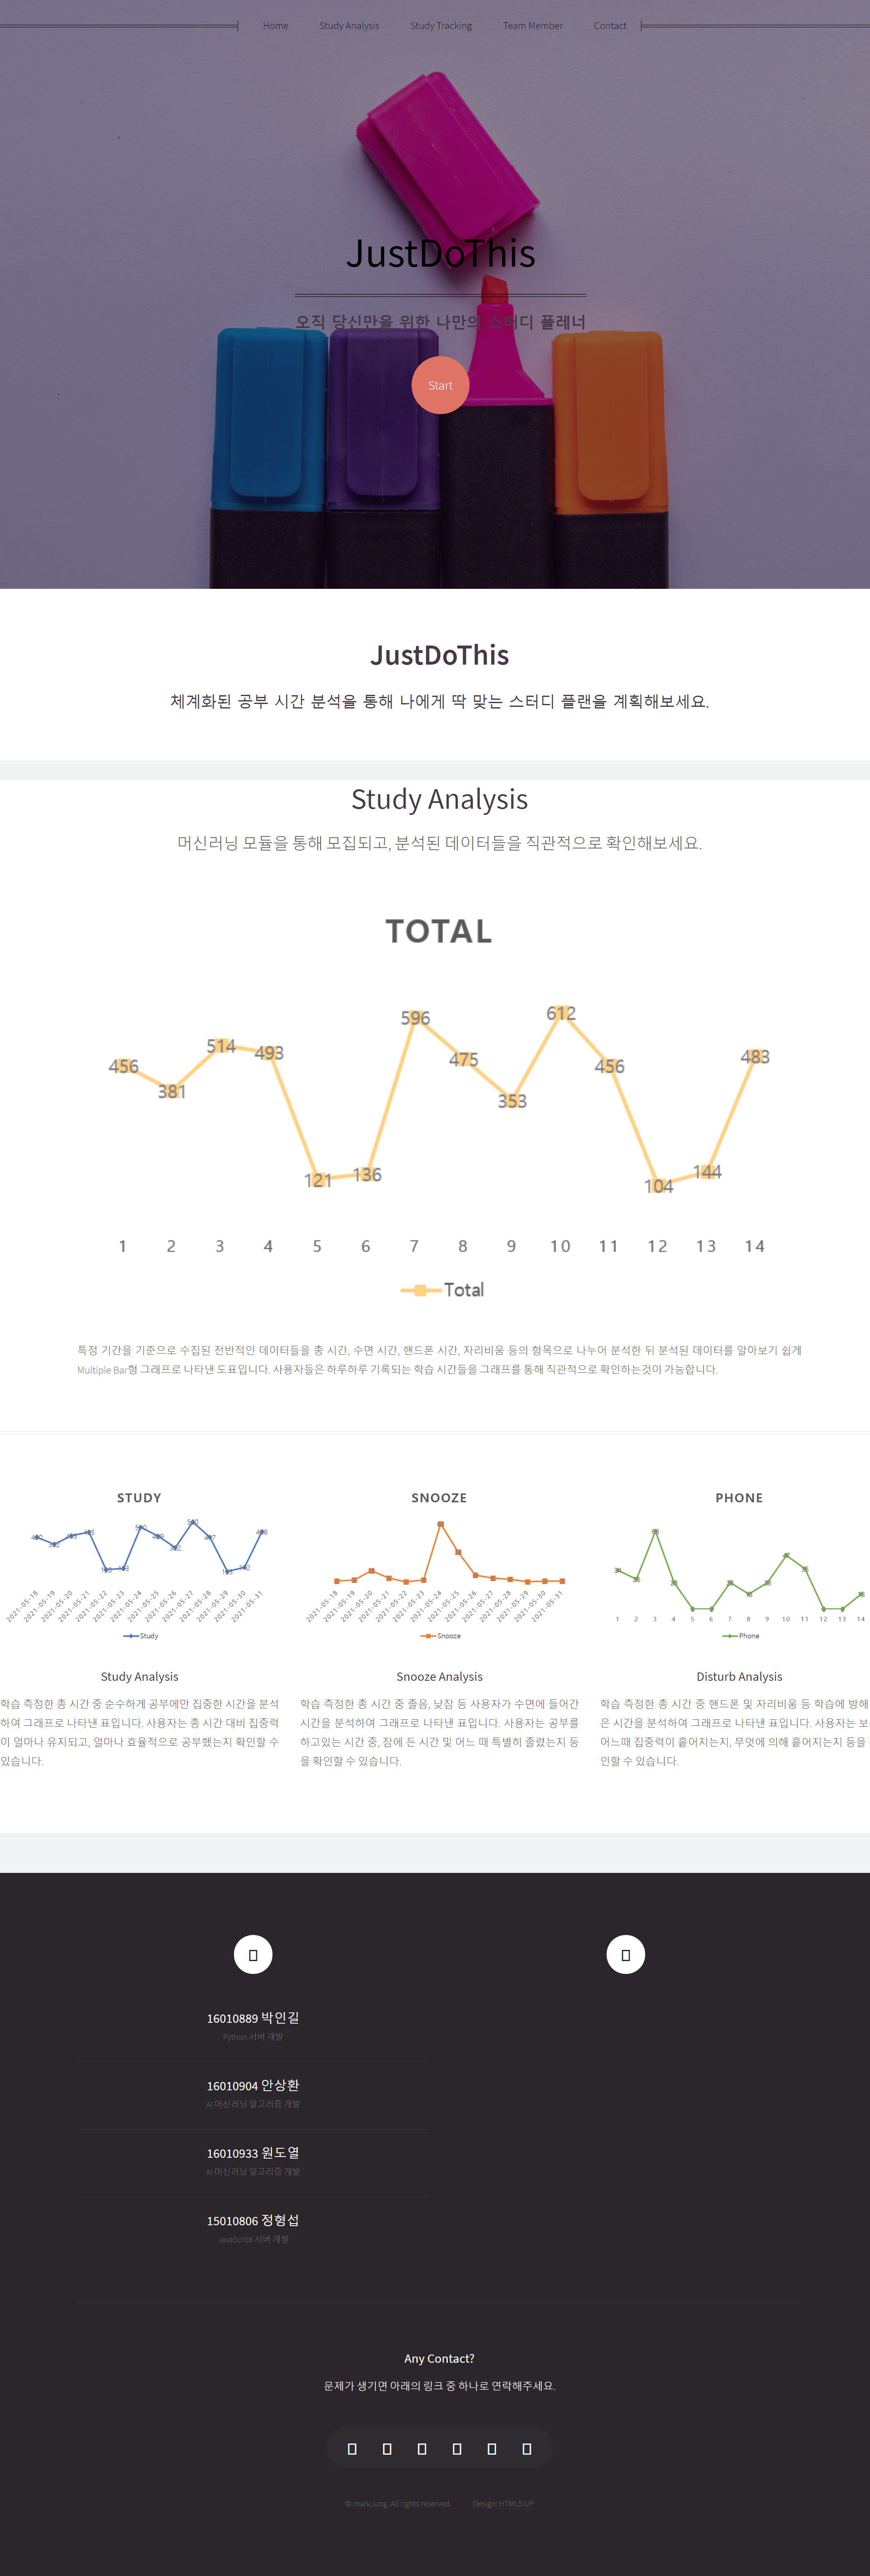 Home Study Analysis Study Tracking Team Member Contact
JustDoThis
오직 당신만을 위한 나만의 스터디 플래너
Start
JustDoThis
체계화된 공부 시간 분석을 통해 나에게 딱 맞는 스터디 플랜을 계획해보세요.
Study Analysis
머신러닝 모듈을 통해 모집되고, 분석된 데이터들을 직관적으로 확인해보세요.
TOTAL
456 381 514 493 121 136 596 475 353 612 456 104 144 483
1 2 3 4 5 6 7 8 9 10 11 12 13 14
Total
특정 기간을 기준으로 수집된 전반적인 데이터들을 총 시간, 수면 시간, 핸드폰 시간, 자리비움 등의 항목으로 나누어 분석한 뒤 분석된 데이터를 알아보기 쉽게
Multiple Bar형 그래프로 나타낸 도표입니다. 사용자들은 하루하루 기록되는 학습 시간들을 그래프를 통해 직관적으로 확인하는것이 가능합니다.
STUDY
2021-05-18 2021-05-19 2021-05-20 2021-05-21 2021-05-22 2021-05-23 2021-05-24 2021-05-25 2021-05-26 2021-05-27 2021-05-28 2021-05-29 2021-05-30 2021-05-31
Study
SNOOZE
2021-05-18 2021-05-19 2021-05-20 2021-05-21 2021-05-22 2021-05-23 2021-05-24 2021-05-25 2021-05-26 2021-05-27 2021-05-28 2021-05-29 2021-05-30 2021-05-31
Snooze
PHONE
1 2 3 4 5 6 7 8 9 10 11 12 13 14
Phone
Study Analysis
학습 측정한 총 시간 중 순수하게 공부에만 집중한 시간을 분석
하여 그래프로 나타낸 표입니다. 사용자는 총 시간 대비 집중력
이 얼마나 유지되고, 얼마나 효율적으로 공부했는지 확인할 수
있습니다.
Snooze Analysis
학습 측정한 총 시간 중 졸음, 낮잠 등 사용자가 수면에 들어간
시간을 분석하여 그래프로 나타낸 표입니다. 사용자는 공부를
하고있는 시간 중, 잠에 든 시간 및 어느 때 특별히 졸렸는지 등
을 확인할 수 있습니다.
Disturb Analysis
학습 측정한 총 시간 중 핸드폰 및 자리비움 등 학습에 방해
은 시간을 분석하여 그래프로 나타낸 표입니다. 사용자는 보
어느때 집중력이 흩어지는지, 무엇에 의해 흩어지는지 등을
인할 수 있습니다.
16010889 박인길
Python 서버 개발
16010904 안상환
AI 머신러닝 알고리즘 개발
16010933 원도열
AI 머신러닝 알고리즘 개발
15010806 정형섭
JavaScript 서버 개발
Any Contact?
문제가 생기면 아래의 링크 중 하나로 연락해주세요.
© markJung. All rights reserved. Design: HTML5 UP